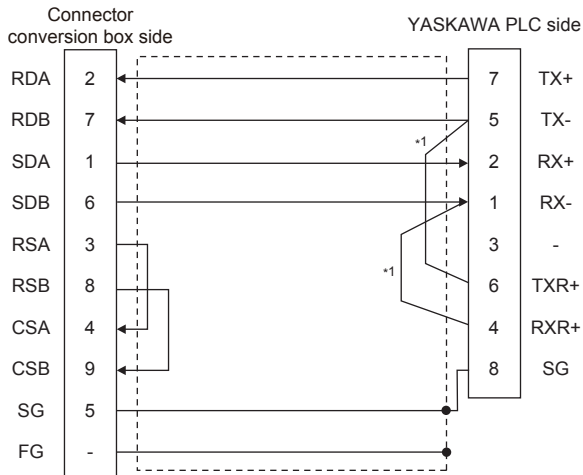 Connector
conversion box side
YASKAWA PLC side
RDA 2 7 TX+
RDB 7 5 TX-
*1
SDA 1 2 RX+
SDB 6 1 RX-
RSA 3 3 -
*1
RSB 8 6 TXR+
CSA 4 4 RXR+
CSB 9 8 SG
SG 5
FG -